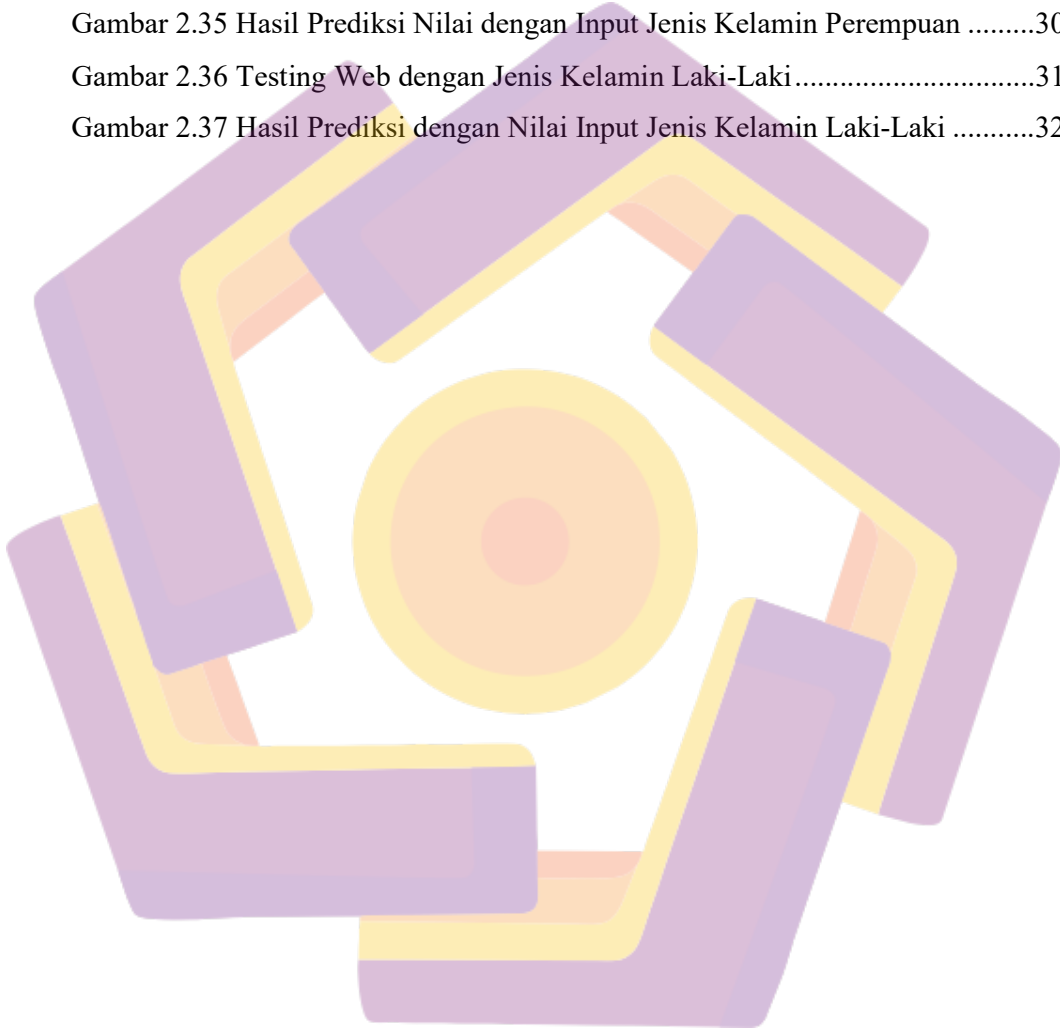 Gambar 2.35 Hasil Prediksi Nilai dengan Input Jenis Kelamin Perempuan .........30
Gambar 2.36 Testing Web dengan Jenis Kelamin Laki-Laki.............................31
Gambar 2.37 Hasil Prediksi dengan Nilai Input Jenis Kelamin Laki-Laki ...........32